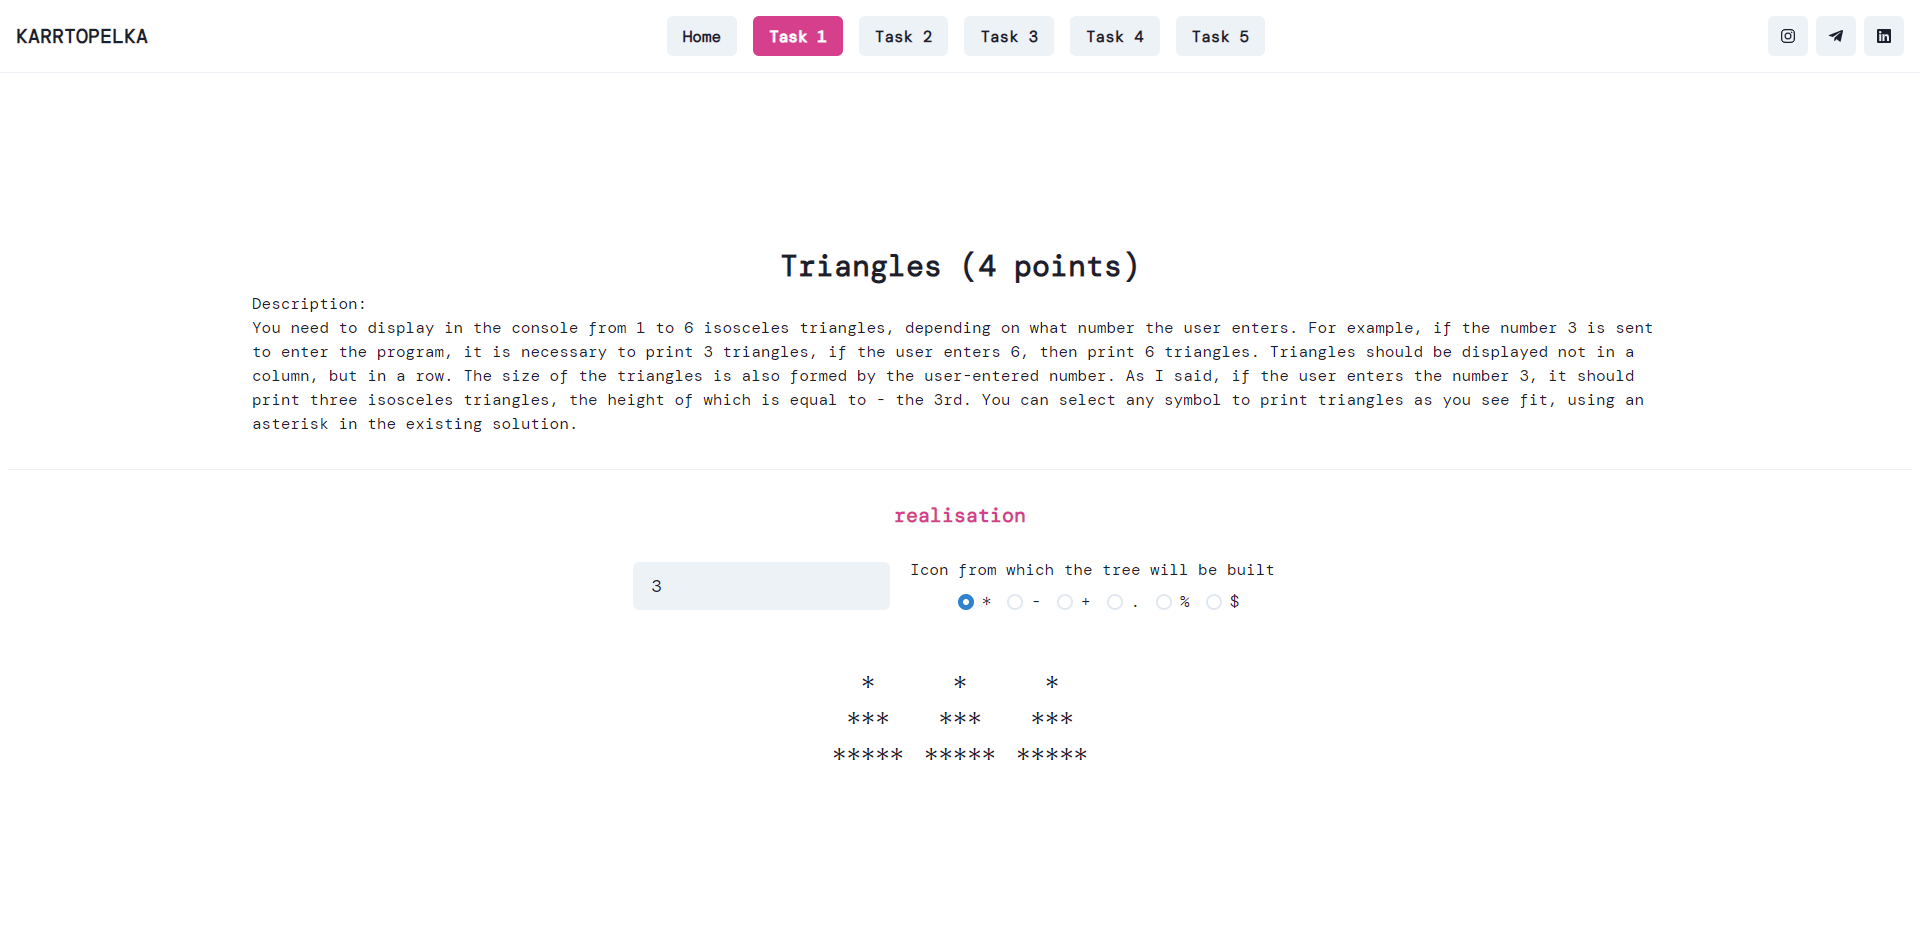 KARRTOPELKA
Home Task 1 Task 2 Task 3 Task 4 Task 5
Triangles (4 points)
Description:
You need to display in the console from 1 to 6 isosceles triangles, depending on what number the user enters. For example, if the number 3 is sent
to enter the program, it is necessary to print 3 triangles, if the user enters 6, then print 6 triangles. Triangles should be displayed not in a
column, but in a row. The size of the triangles is also formed by the user-entered number. As I said, if the user enters the number 3, it should
print three isosceles triangles, the height of which is equal to - the 3rd. You can select any symbol to print triangles as you see fit, using an
asterisk in the existing solution.
realisation
3
Icon from which the tree will be built
* - + . % $
* * *
*** *** ***
***** ***** *****